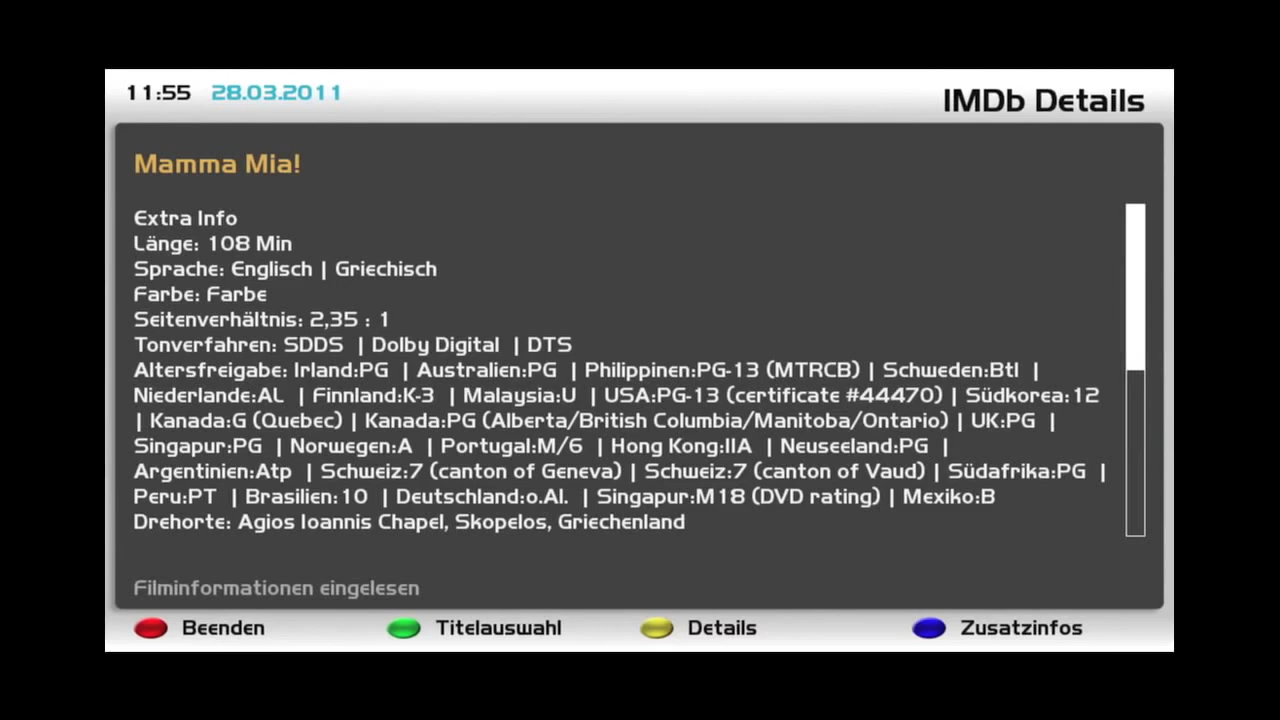 11:55 28.03.2011
IMDb Details
Mamma Mia!
Extra Info
Länge: 108 Min
Sprache: Englisch | Griechisch
Farbe: Farbe
Seitenverhältnis: 2,35 : 1
Tonverfahren: SDDS | Dolby Digital | DTS
Altersfreigabe: Irland:PG | Australien:PG | Philippinen:PG-13 (MTRCB) | Schweden:Btl |
Niederlande:AL | Finnland:K-3 | Malaysia:U | USA:PG-13 (certificate #44470) | Südkorea:12
| Kanada:G (Quebec) | Kanada:PG (Alberta/British Columbia/Manitoba/Ontario) | UK:PG |
Singapur:PG | Norwegen:A | Portugal:M/6 | Hong Kong:IIA | Neuseeland:PG |
Argentinien:Atp | Schweiz:7 (canton of Geneva) | Schweiz:7 (canton of Vaud) | Südafrika:PG |
Peru:PT | Brasilien:10 | Deutschland:o.Al. | Singapur:M18 (DVD rating) | Mexiko:B
Drehorte: Agios Ioannis Chapel, Skopelos, Griechenland
Filminformationen eingelesen
Beenden Titelauswahl Details Zusatzinfos